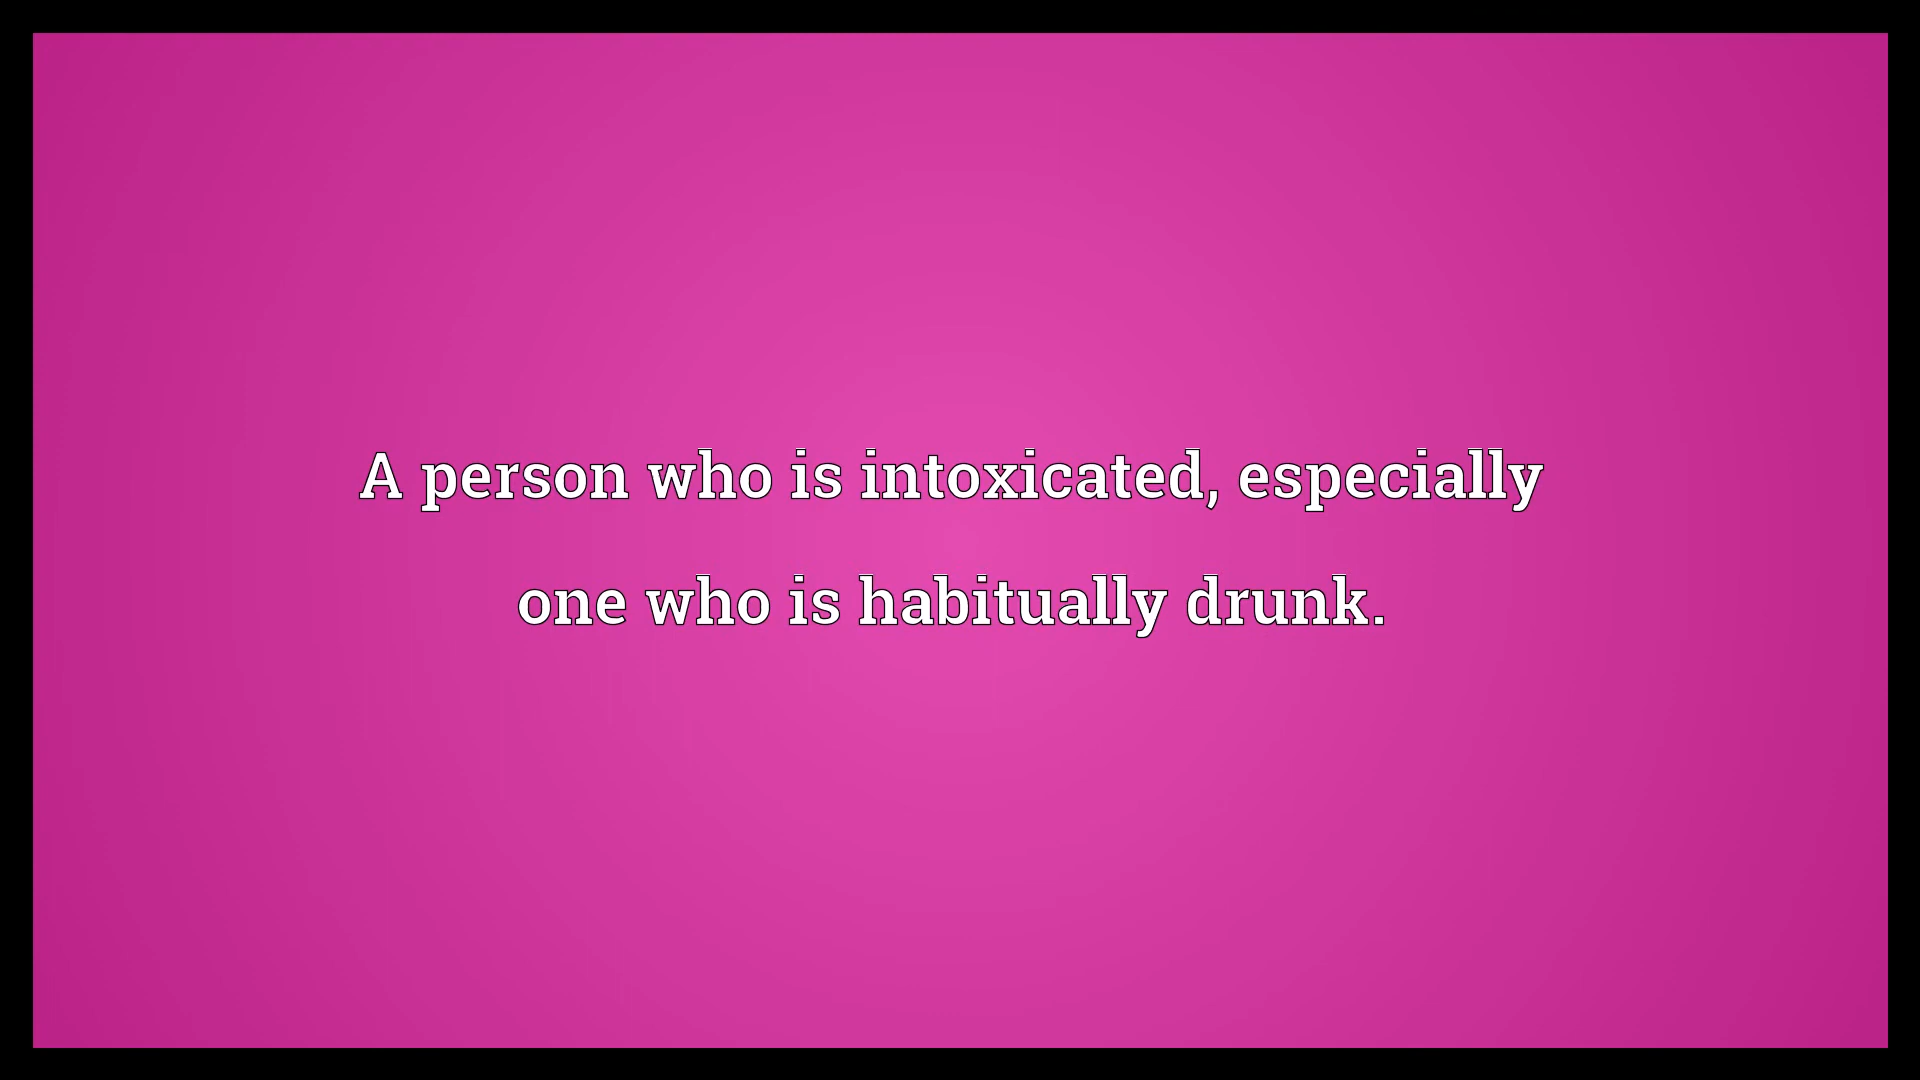 A person who is intoxicated, especially
one who is habitually drunk.